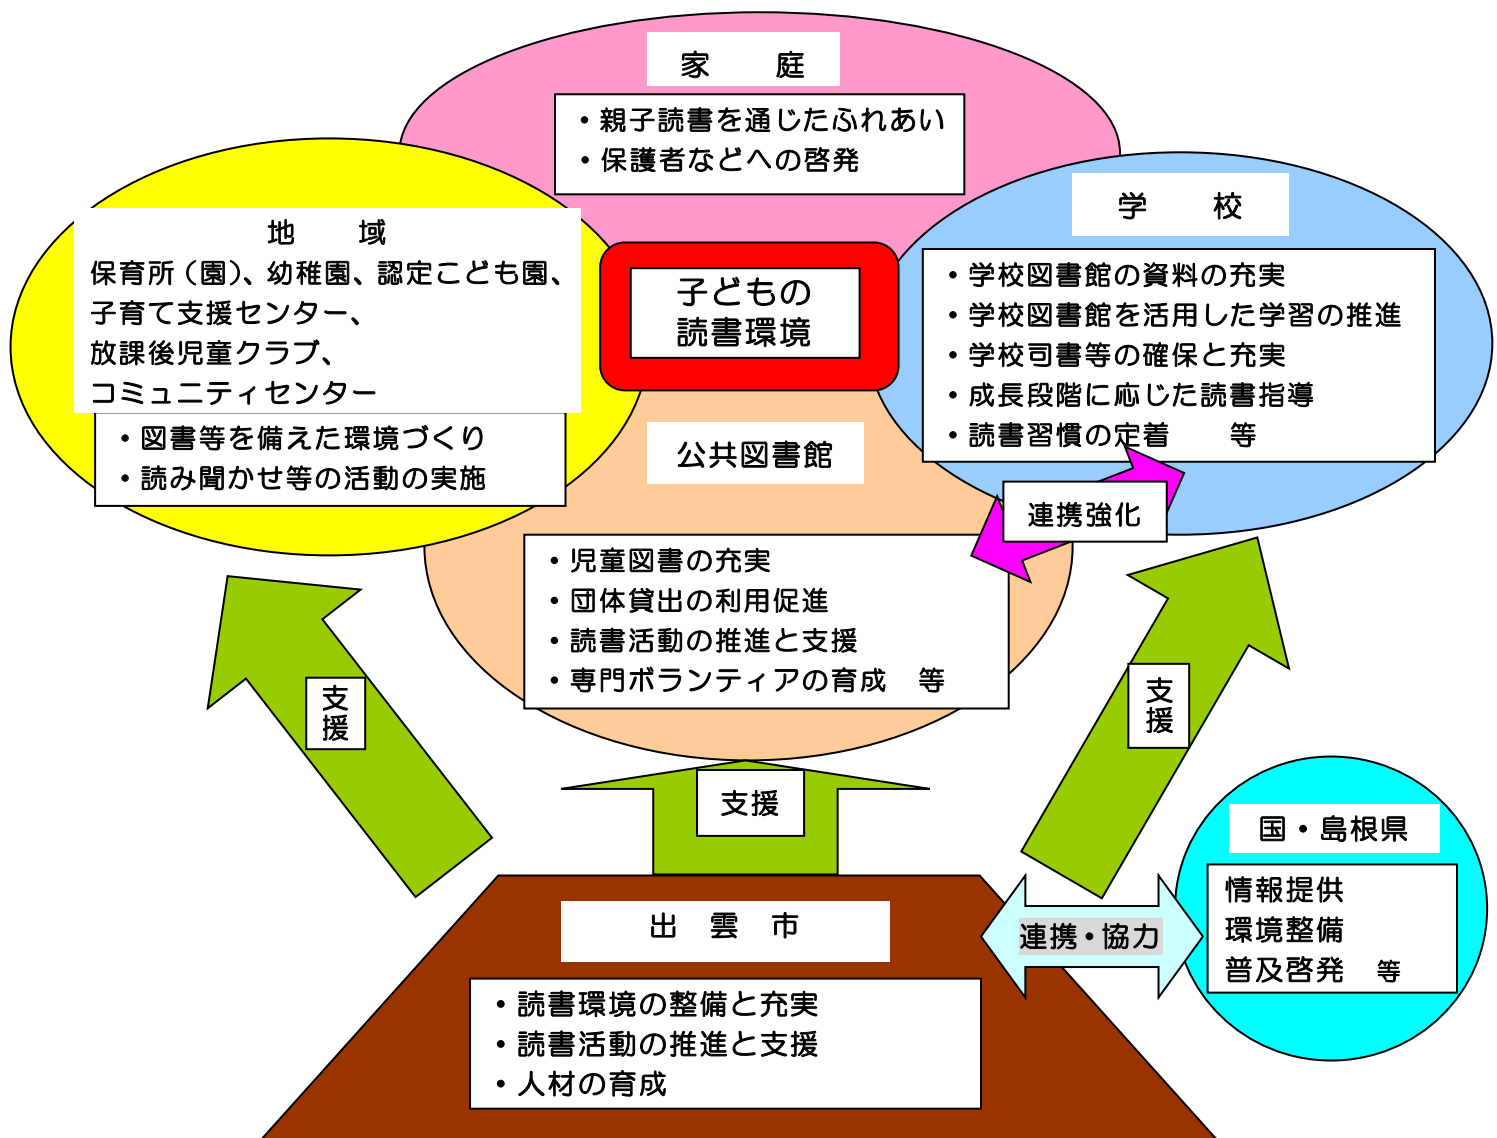 家　　庭
・親子読書を通じたふれあい
・保護者などへの啓発
地　　域
保育所（園）、幼稚園、認定こども園、
子育て支援センター、
放課後児童クラブ、
コミュニティセンター
・図書等を備えた環境づくり
・読み聞かせ等の活動の実施
子どもの
読書環境
学　　校
・学校図書館の資料の充実
・学校図書館を活用した学習の推進
・学校司書等の確保と充実
・成長段階に応じた読書指導
・読書習慣の定着　　等
公共図書館
連携強化
・児童図書の充実
・団体貸出の利用促進
・読書活動の推進と支援
・専門ボランティアの育成　等
支援
支援
支援
国・島根県
情報提供
環境整備
普及啓発　等
連携・協力
出　雲　市
・読書環境の整備と充実
・読書活動の推進と支援
・人材の育成